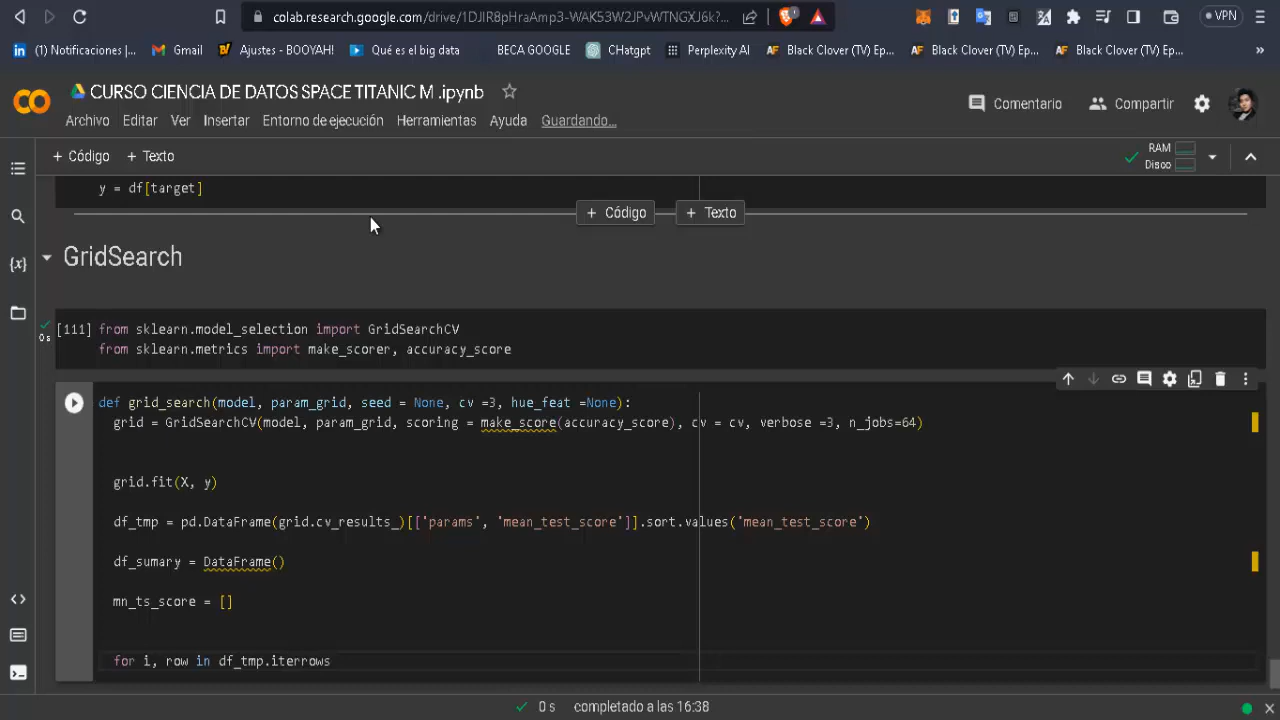 colab.research.google.com/drive/1DJIR8pHraAmp3-WAK53W2JPvWTNGXJ6k?...
VPN
(1) Notificaciones |...
Gmail
Ajustes - BOOYAH!
Qué es el big data
BECA GOOGLE
CHatgpt
Perplexity AI
Black Clover (TV) Ep...
Black Clover (TV) Ep...
Black Clover (TV) Ep...
»
CURSO CIENCIA DE DATOS SPACE TITANIC M .ipynb
Comentario
Compartir
Archivo Editar Ver Insertar Entorno de ejecución Herramientas Ayuda Guardando...
+ Código + Texto
RAM
Disco
y = df[target]
+ Código + Texto
GridSearch
[111] from sklearn.model_selection import GridSearchCV
0 s from sklearn.metrics import make_scorer, accuracy_score
def grid_search(model, param_grid, seed = None, cv =3, hue_feat =None):
grid = GridSearchCV(model, param_grid, scoring = make_score(accuracy_score), cv = cv, verbose =3, n_jobs=64)
grid.fit(X, y)
df_tmp = pd.DataFrame(grid.cv_results_)[['params', 'mean_test_score']].sort.values('mean_test_score')
df_sumary = DataFrame()
mn_ts_score = []
for i, row in df_tmp.iterrows
0 s completado a las 16:38